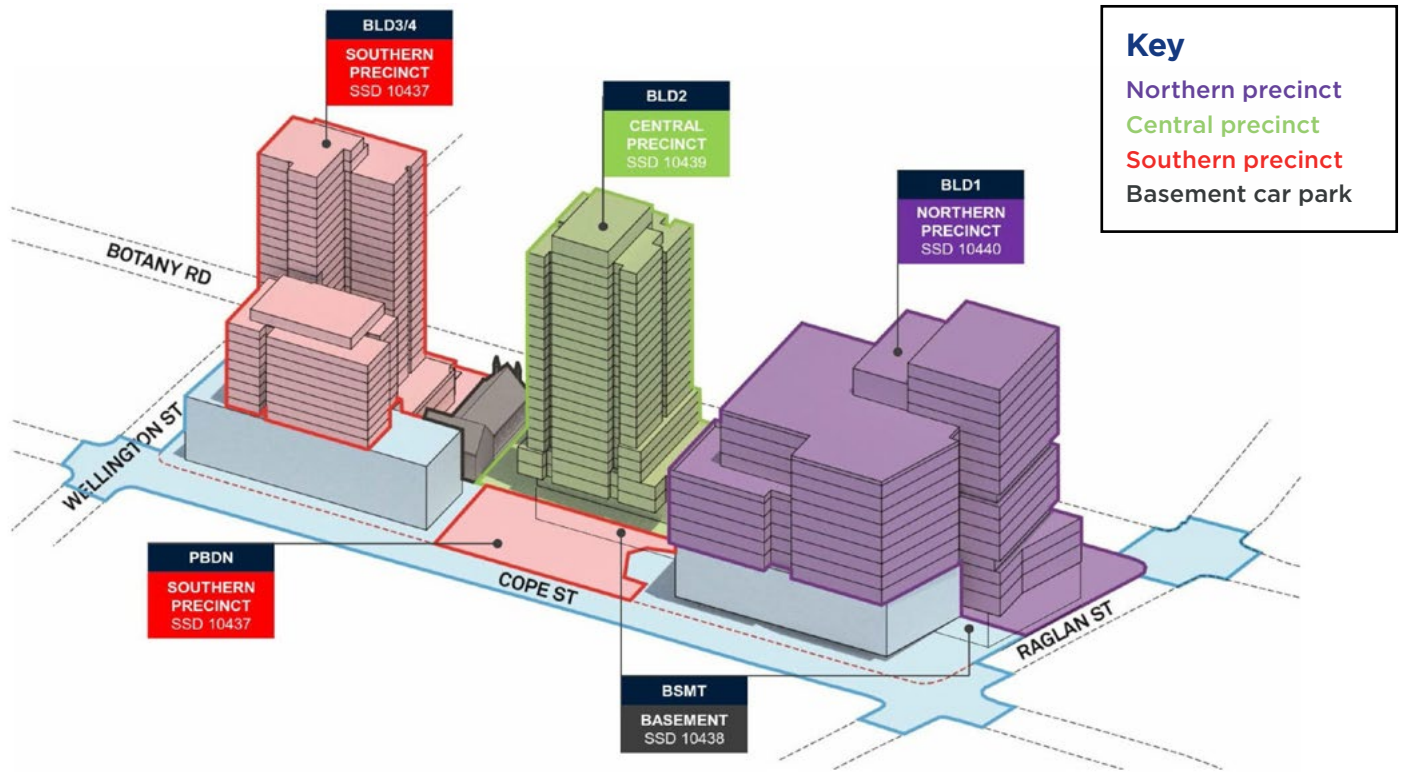 BLD3/4
SOUTHERN
PRECINCT
SSD 10437
BLD2
CENTRAL
PRECINCT
SSD 10439
BLD1
NORTHERN
PRECINCT
SSD 10440
Key
Northern precinct
Central precinct
Southern precinct
Basement car park
BOTANY RD
WELLINGTON ST
COPE ST
RAGLAN ST
PBDN
SOUTHERN
PRECINCT
SSD 10437
BSMT
BASEMENT
SSD 10438